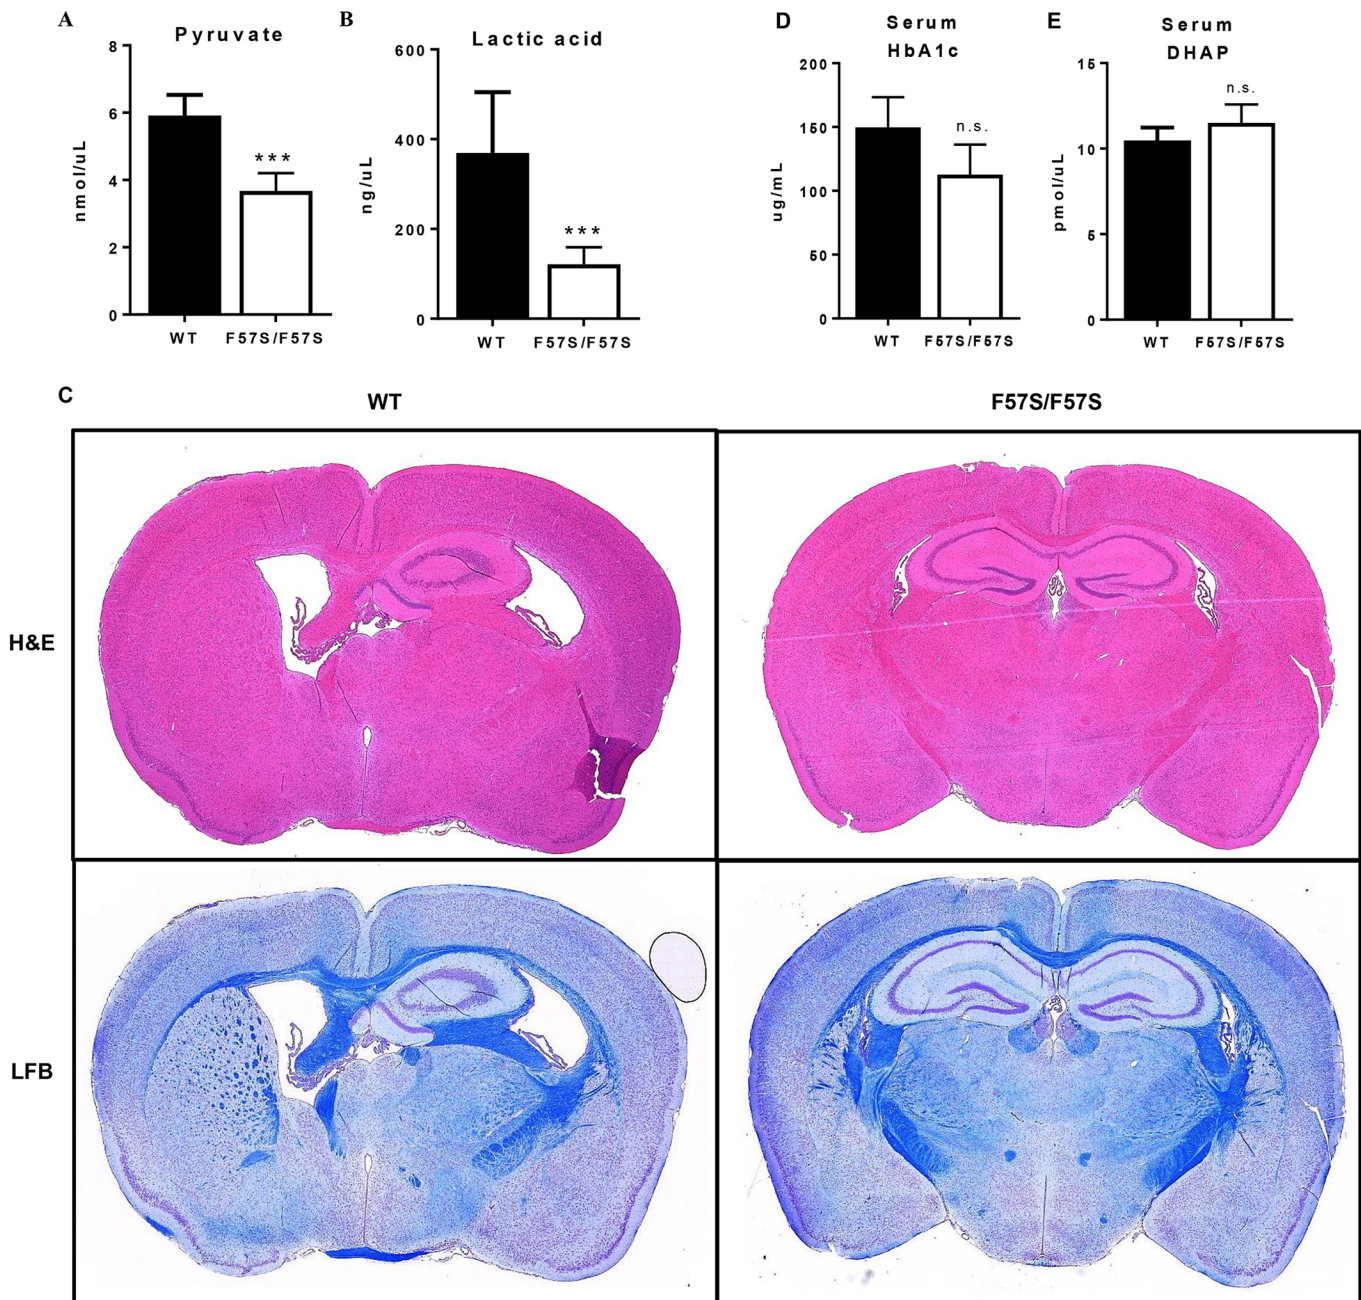 A
Pyruvate
8
6
4
2
0
nmol/uL
***
WT
F57S/F57S
B
Lactic acid
600
400
200
0
ng/uL
***
WT
F57S/F57S
D
Serum
HbA1c
200
150
100
50
0
ug/mL
n.s.
WT
F57S/F57S
E
Serum
DHAP
15
10
5
0
pmol/uL
n.s.
WT
F57S/F57S
C
WT
F57S/F57S
H&E
LFB